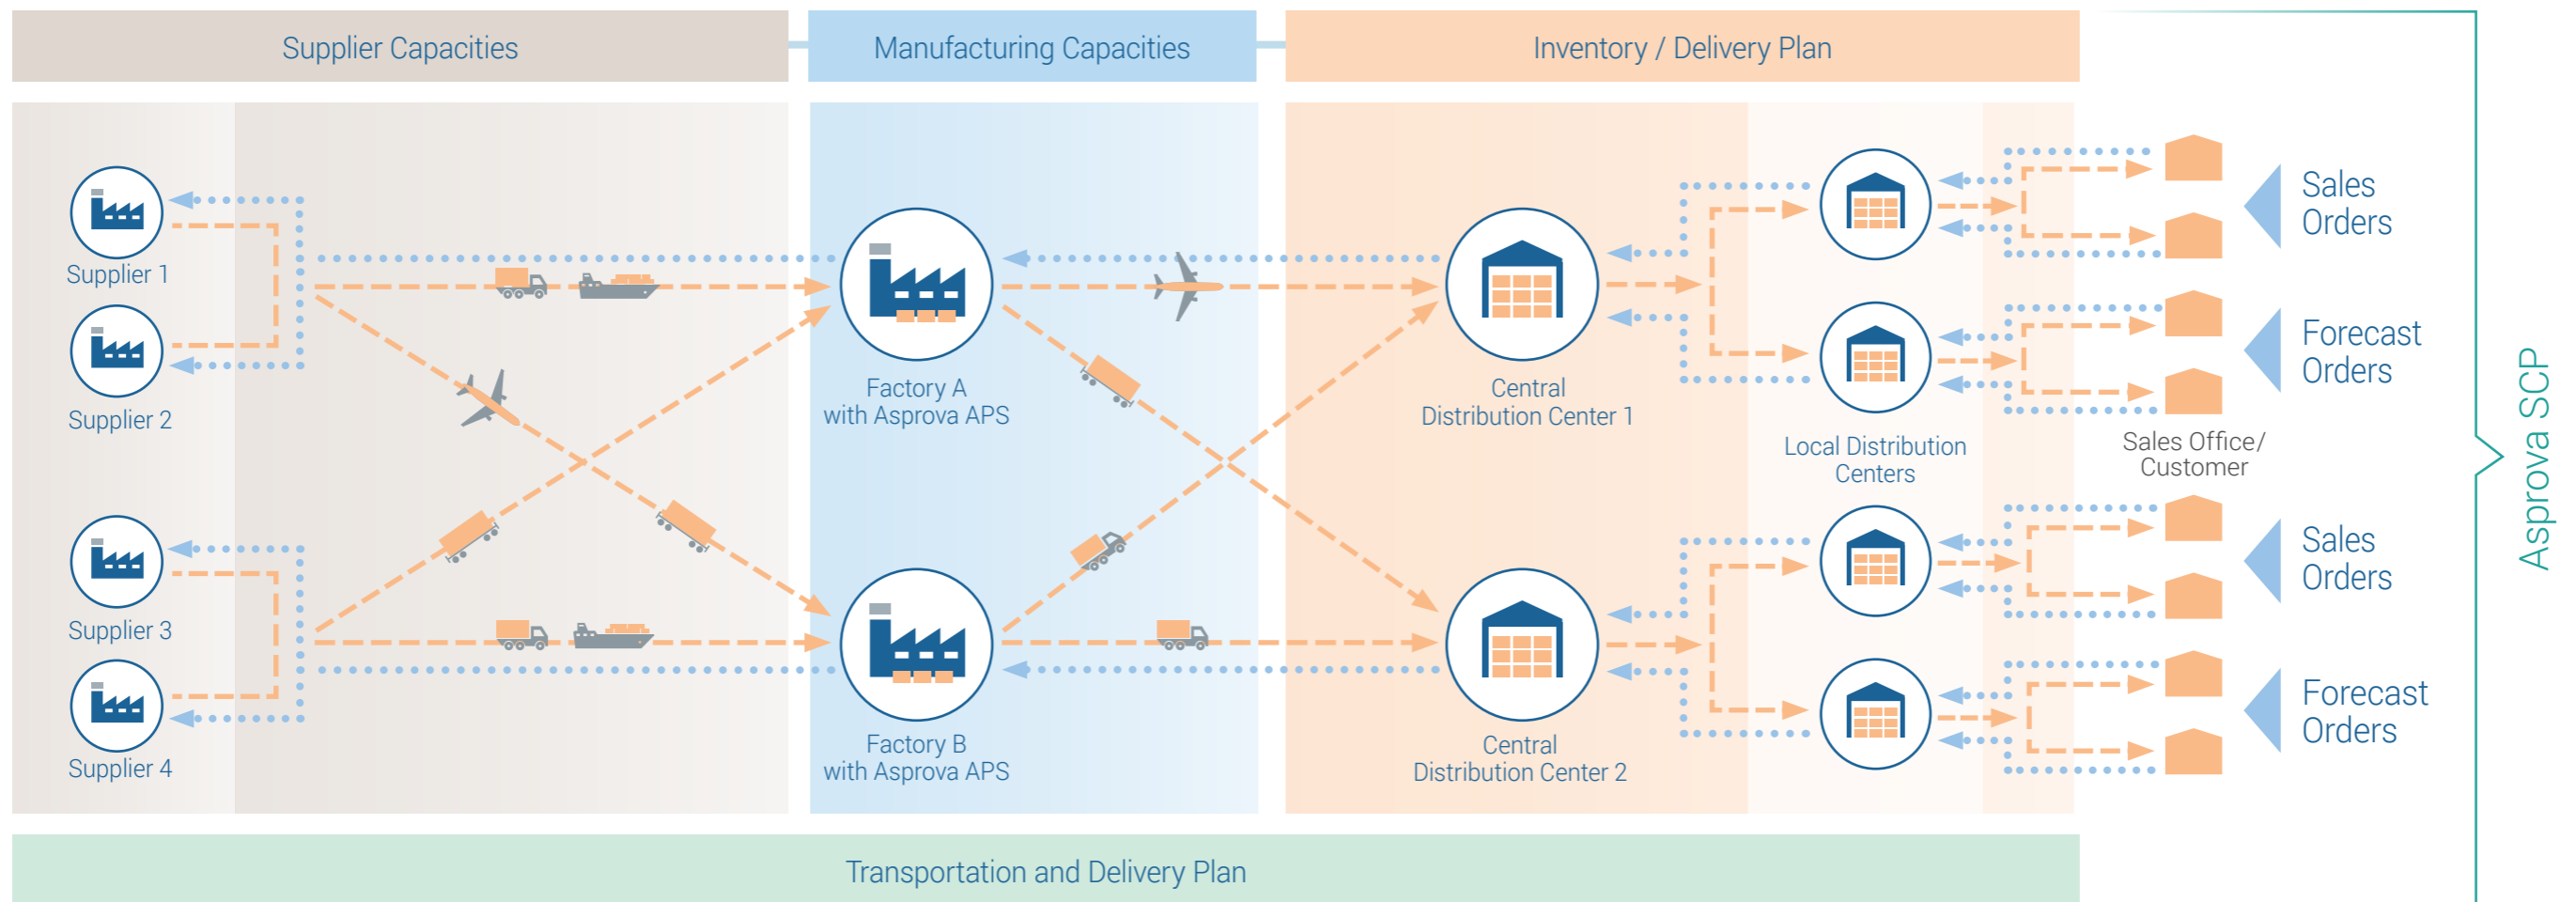 Supplier Capacities
Manufacturing Capacities
Inventory / Delivery Plan
Supplier 1
Supplier 2
Supplier 3
Supplier 4
Factory A
with Asprova APS
Factory B
with Asprova APS
Central
Distribution Center 1
Central
Distribution Center 2
Local Distribution
Centers
Sales Office/
Customer
Sales
Orders
Forecast
Orders
Sales
Orders
Forecast
Orders
Asprova SCP
Transportation and Delivery Plan